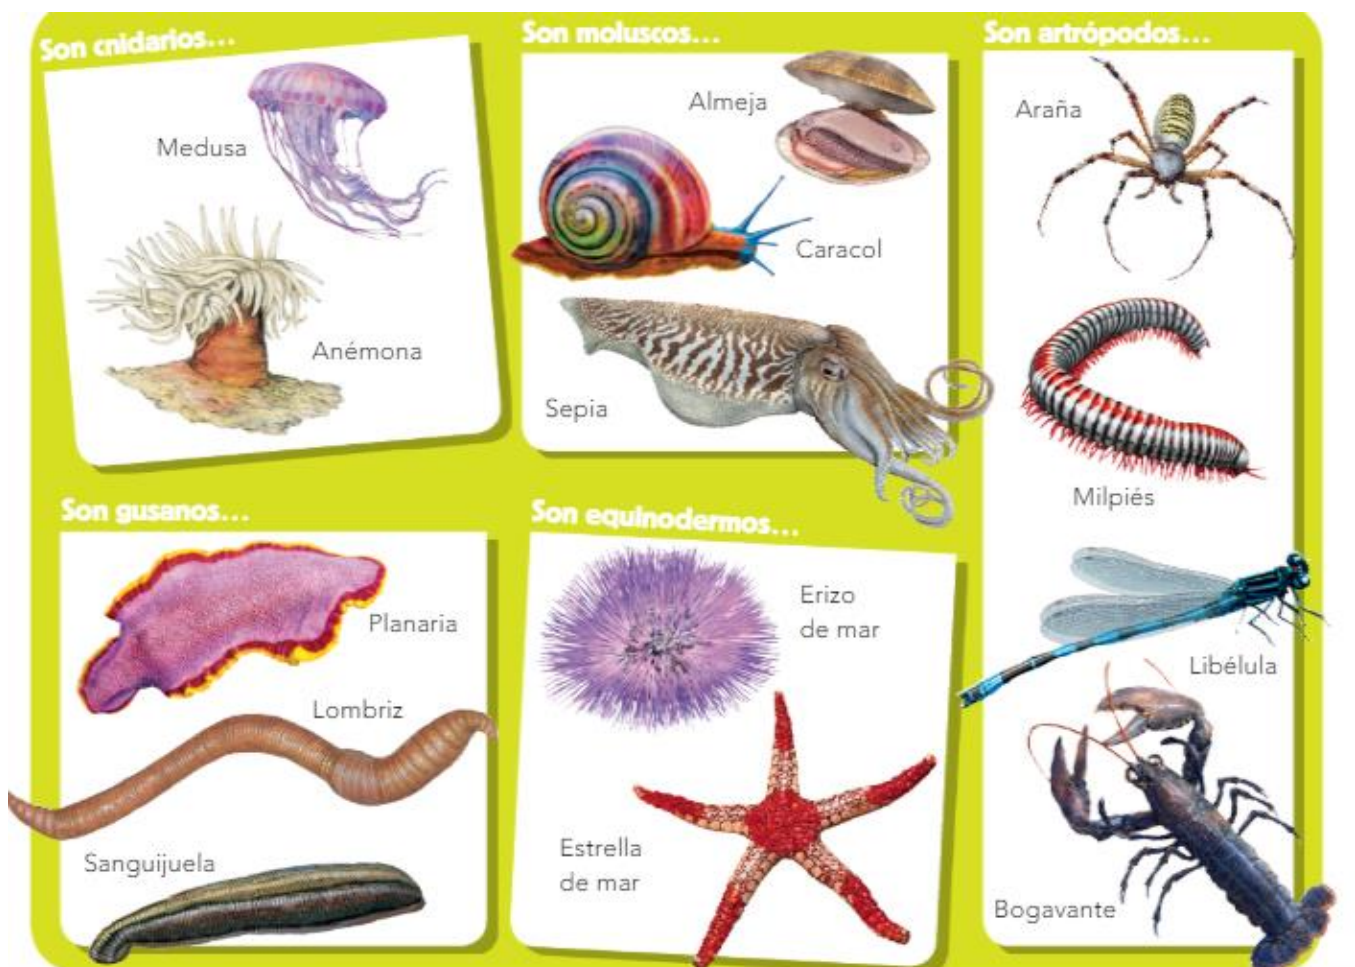 Son cnidarios...
Medusa
Anémona
Son moluscos...
Almeja
Caracol
Sepia
Son artrópodos...
Araña
Milpiés
Libélula
Bogavante
Son gusanos...
Planaria
Lombriz
Sanguijuela
Son equinodermos...
Erizo
de mar
Estrella
de mar